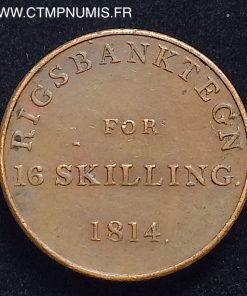 WWW.CTMPNUMIS.FR
RIGSBANKTEGN
FOR
16 SKILLING.
1814.